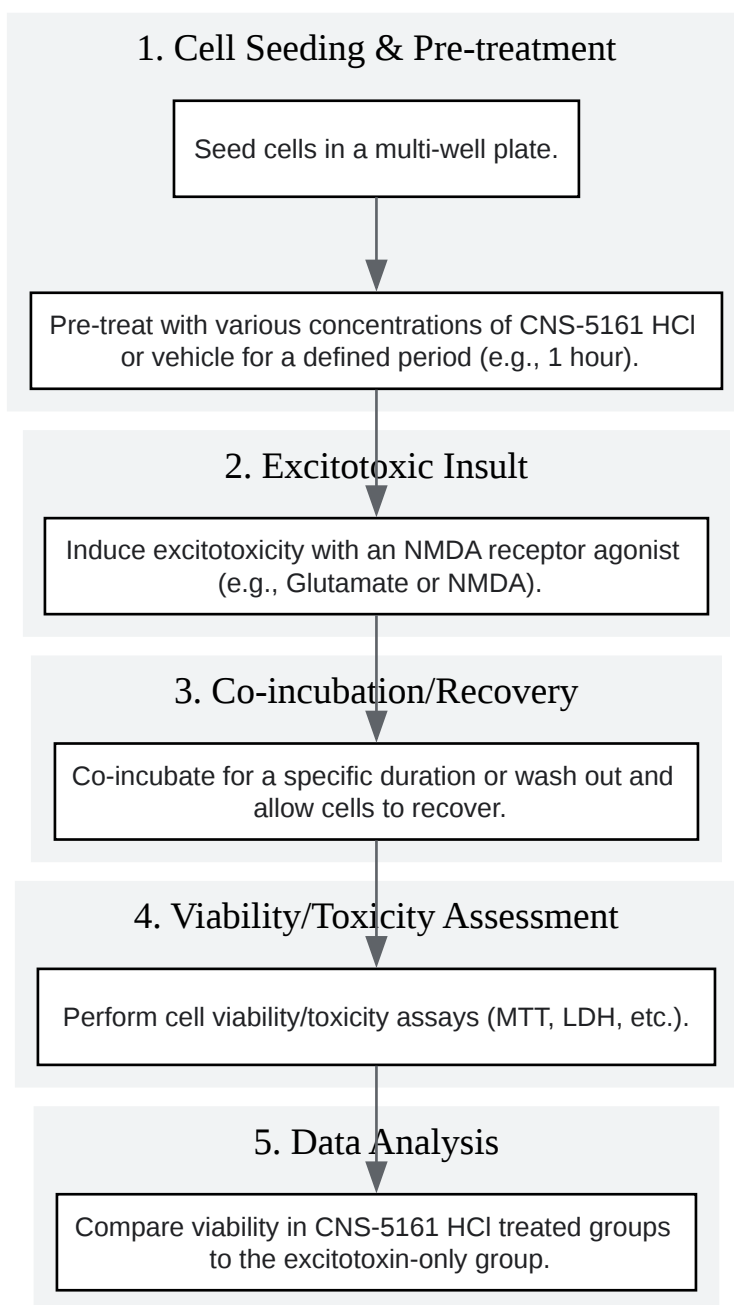 1. Cell Seeding & Pre-treatment
Seed cells in a multi-well plate.
Pre-treat with various concentrations of CNS-5161 HCl
or vehicle for a defined period (e.g., 1 hour).
2. Excitotoxic Insult
Induce excitotoxicity with an NMDA receptor agonist
(e.g., Glutamate or NMDA).
3. Co-incubation/Recovery
Co-incubate for a specific duration or wash out and
allow cells to recover.
4. Viability/Toxicity Assessment
Perform cell viability/toxicity assays (MTT, LDH, etc.).
5. Data Analysis
Compare viability in CNS-5161 HCl treated groups
to the excitotoxin-only group.